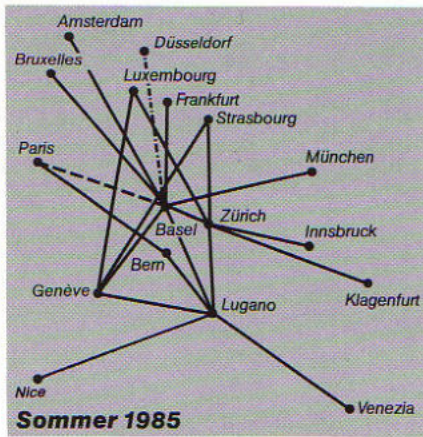 Amsterdam
Düsseldorf
Bruxelles
Luxembourg
Frankfurt
Strasbourg
Paris
München
Zürich
Basel
Innsbruck
Bern
Genève
Lugano
Klagenfurt
Nice
Venezia
Sommer 1985